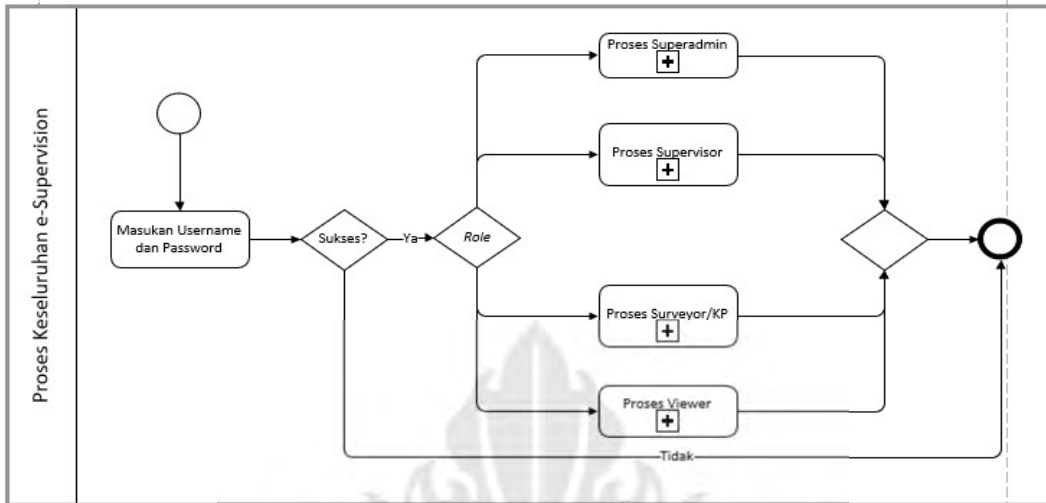 Proses Keseluruhan e-Supervision
Masukan Username
dan Password
Sukses?
Ya
Role
Proses Superadmin
Proses Supervisor
Proses Surveyor/KP
Proses Viewer
Tidak